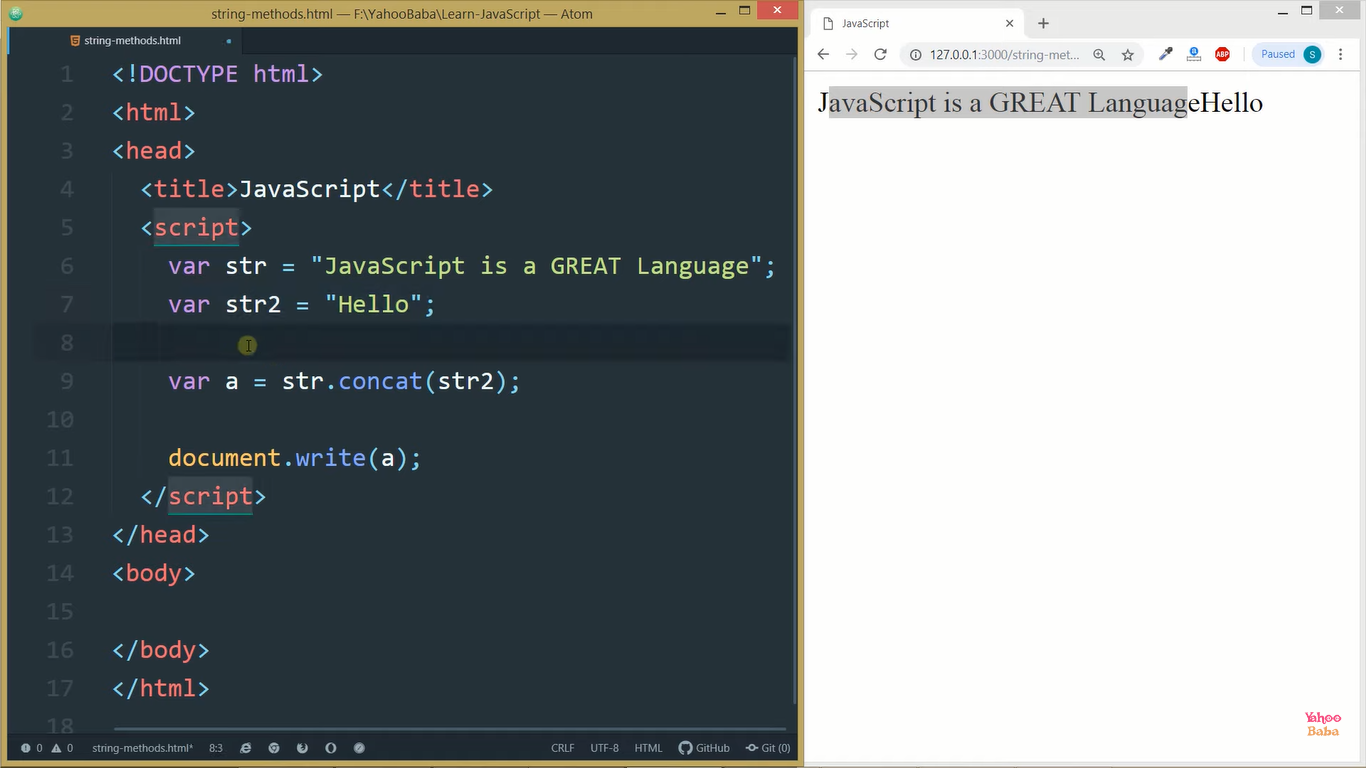 string-methods.html — F:\YahooBaba\Learn-JavaScript — Atom
string-methods.html
1 <!DOCTYPE html>
2 <html>
3 <head>
4 <title>JavaScript</title>
5 <script>
6 var str = "JavaScript is a GREAT Language";
7 var str2 = "Hello";
8
9 var a = str.concat(str2);
10
11 document.write(a);
12 </script>
13 </head>
14 <body>
15
16 </body>
17 </html>
18
0 0 string-methods.html* 8:3 CRLF UTF-8 HTML GitHub Git (0)
JavaScript
127.0.0.1:3000/string-met... ABP Paused S
JavaScript is a GREAT LanguageHello
Yahoo
Baba